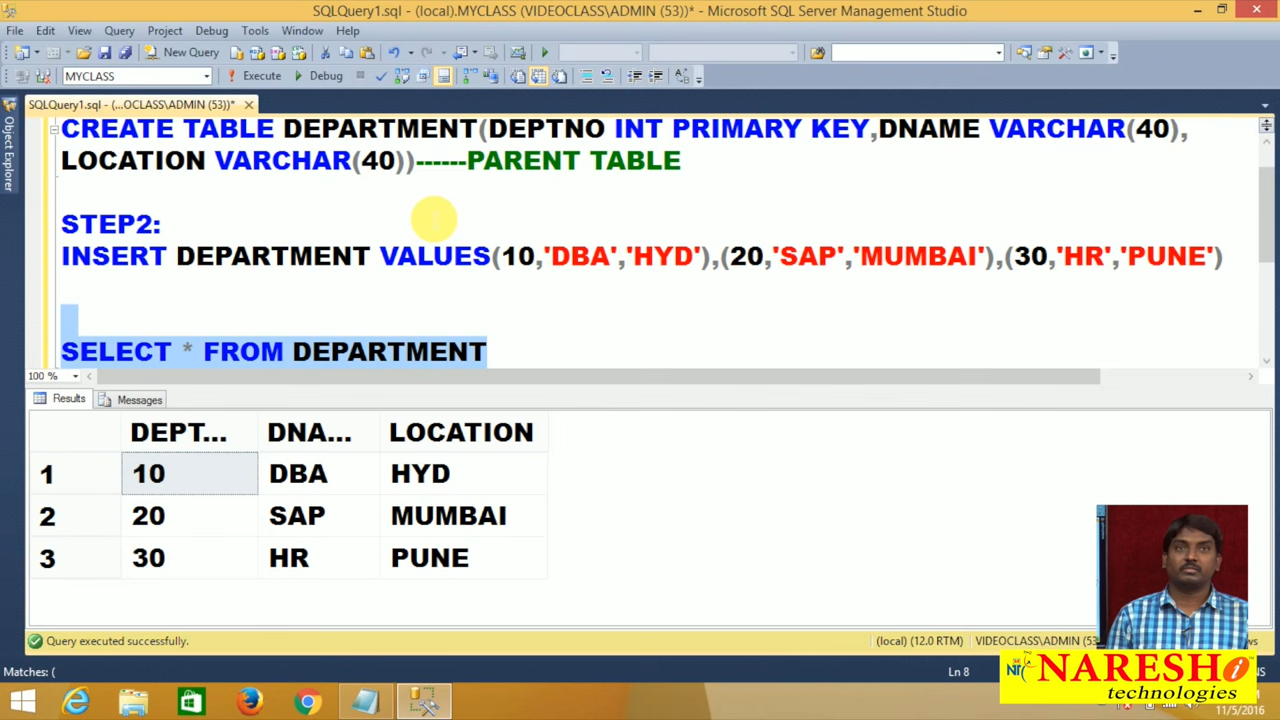 SQLQuery1.sql - (local).MYCLASS (VIDEOCLASS\ADMIN (53))* - Microsoft SQL Server Management Studio
File Edit View Query Project Debug Tools Window Help
New Query
MYCLASS Execute Debug
SQLQuery1.sql - (...OCLASS\ADMIN (53))*
Object Explorer
CREATE TABLE DEPARTMENT(DEPTNO INT PRIMARY KEY,DNAME VARCHAR(40),
LOCATION VARCHAR(40))------PARENT TABLE
STEP2:
INSERT DEPARTMENT VALUES(10,'DBA','HYD'),(20,'SAP','MUMBAI'),(30,'HR','PUNE')
SELECT * FROM DEPARTMENT
100 %
Results Messages
DEPT... DNA... LOCATION
1 10 DBA HYD
2 20 SAP MUMBAI
3 30 HR PUNE
Query executed successfully. (local) (12.0 RTM) VIDEOCLASS\ADMIN (53
Matches: ( Ln 8
NARESH i
technologies
11/5/2016